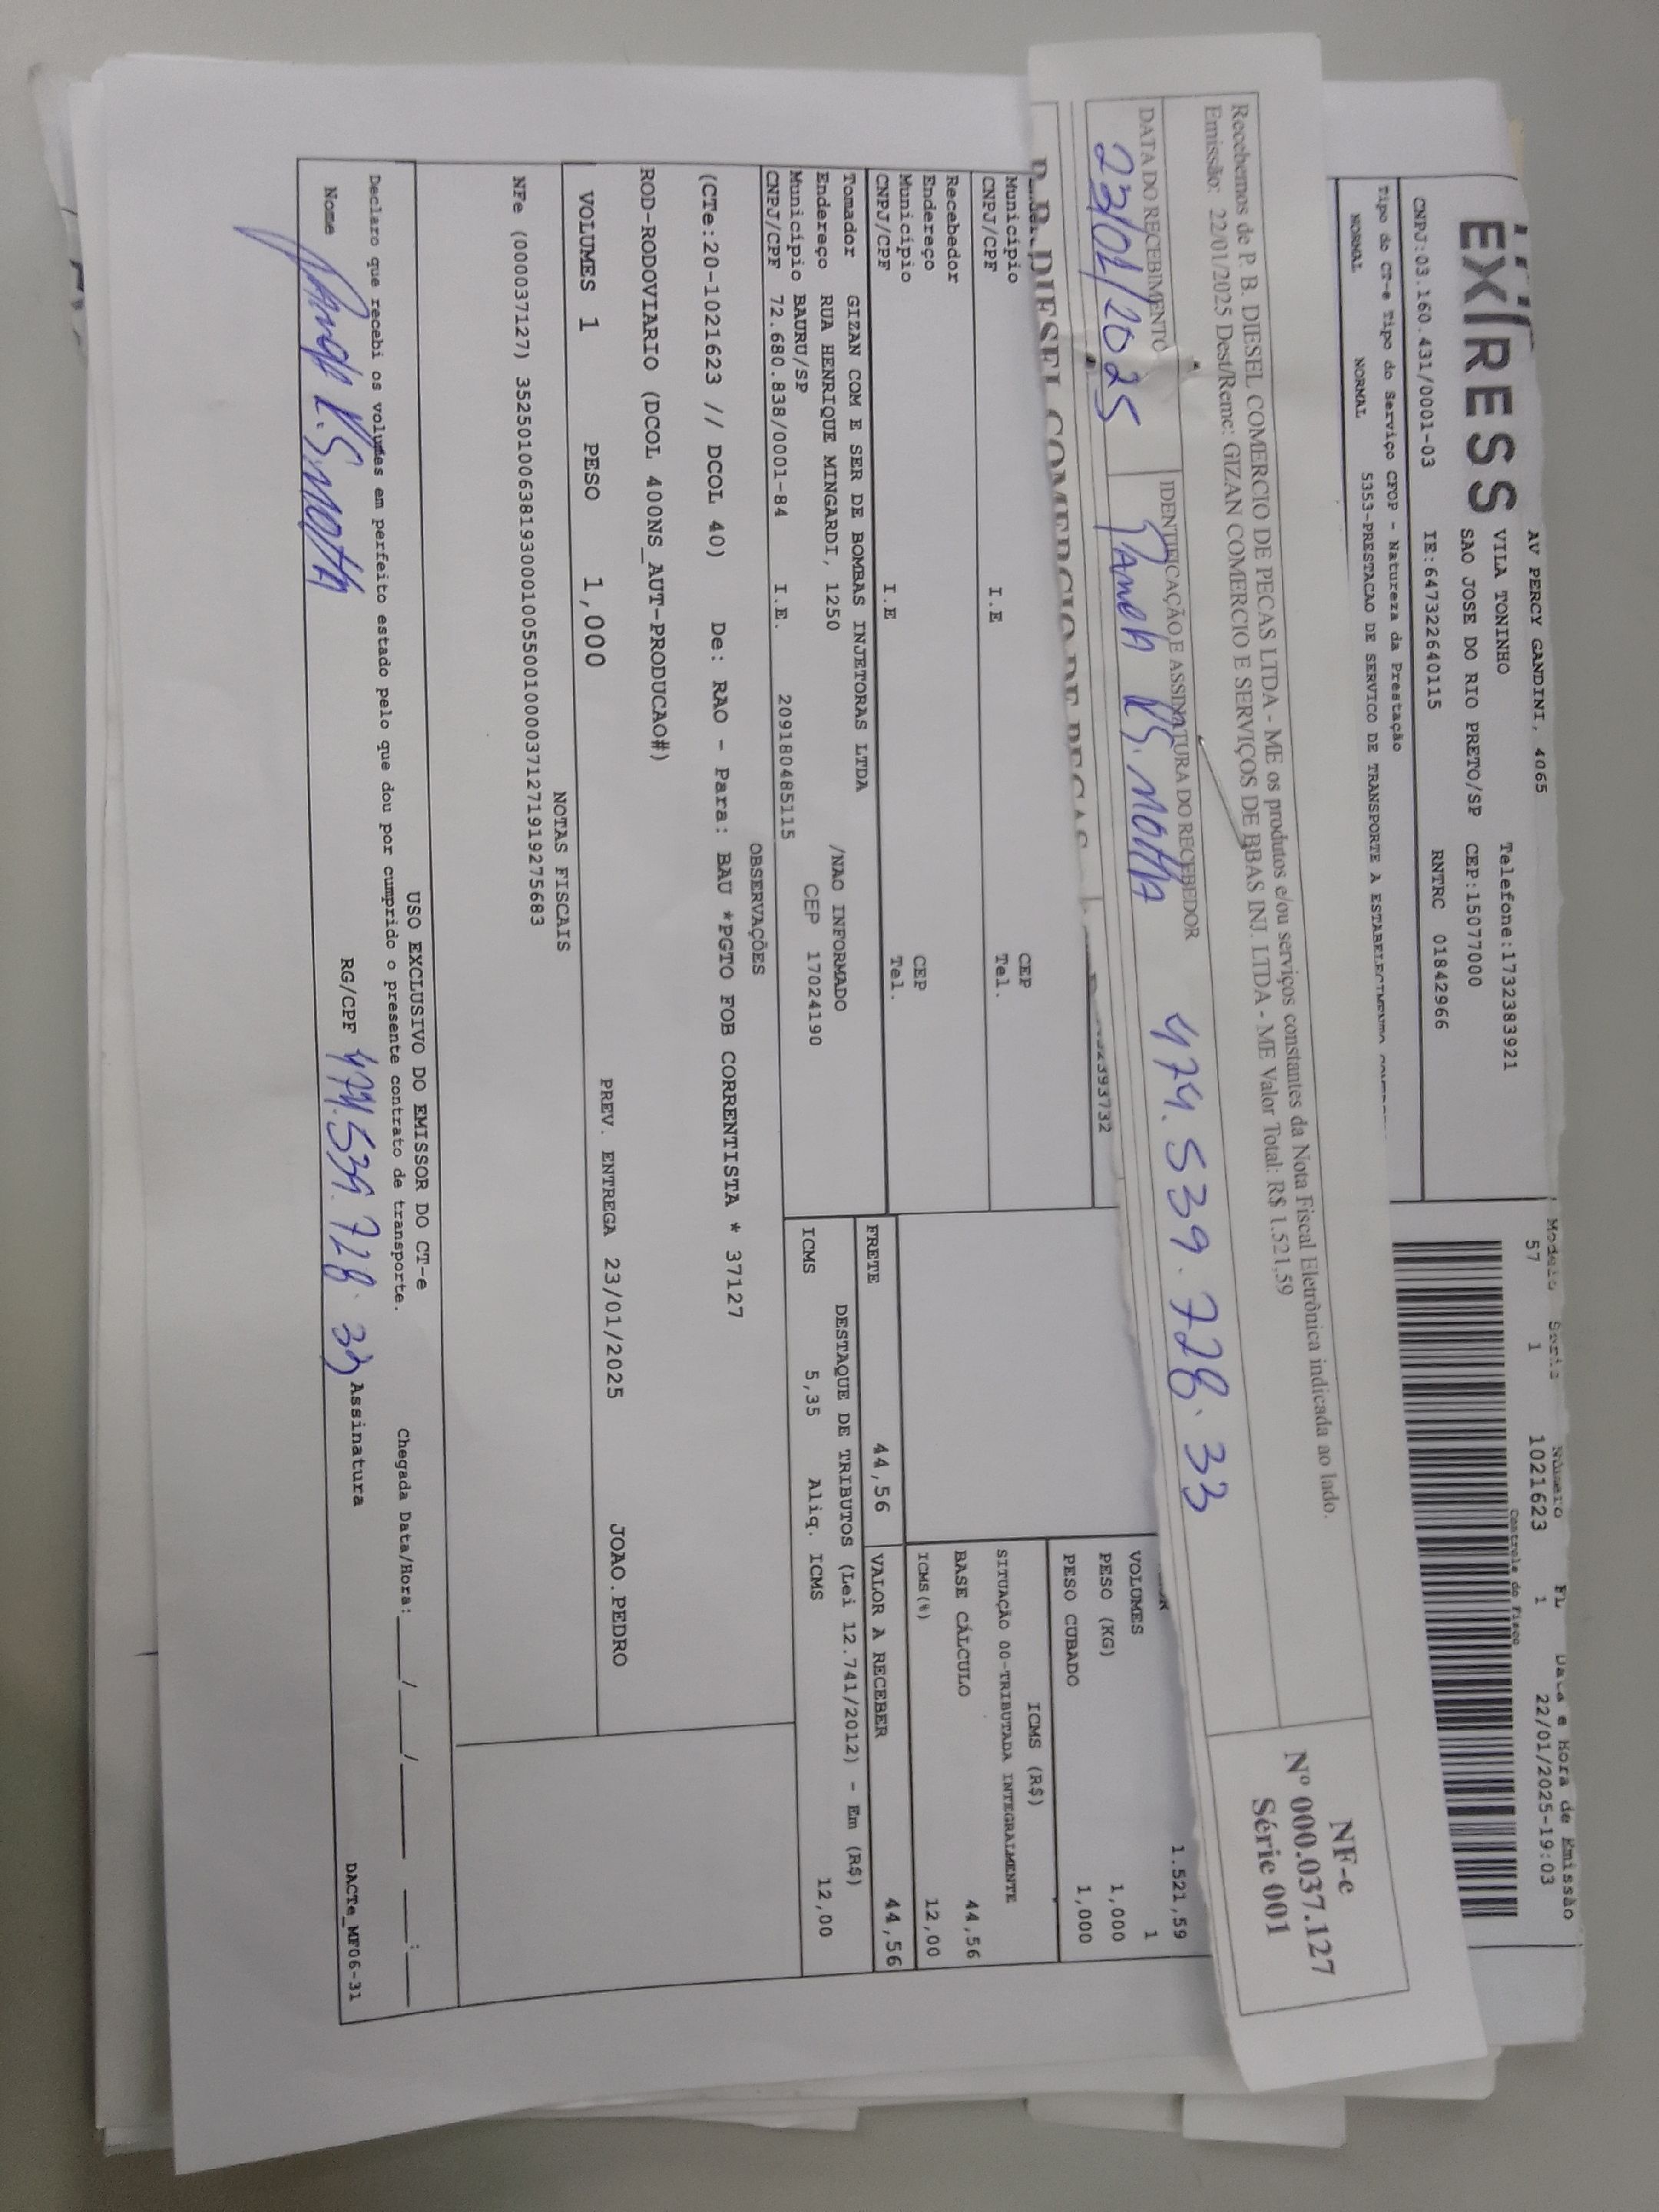 EX
RESS
AV PERCY GANDINI, 4065
VILA TONINHO Telefone:1732383921
SAO JOSE DO RIO PRETO/SP CEP:15077000
CNPJ:03.160.431/0001-03 IE:647322640115 RNTRC 01842966
Modelo Serie Número FL Data e Hora de Emissão
57 1 1021623 1 22/01/2025-19:03
Controle do Fisco
Tipo do CT-e Tipo do Serviço CFOP - Natureza da Prestação
NORMAL NORMAL 5353-PRESTACAO DE SERVICO DE TRANSPORTE A ESTABELECIMENTO
Recebemos de P. B. DIESEL COMERCIO DE PECAS LTDA - ME os produtos e/ou serviços constantes da Nota Fiscal Eletrônica indicada ao lado.
Emissão: 22/01/2025 Dest/Reme: GIZAN COMERCIO E SERVIÇOS DE BBAS INJ. LTDA - ME Valor Total: R$ 1.521,59
DATA DO RECEBIMENTO IDENTIFICAÇÃO E ASSINATURA DO RECEBEDOR
23/01/2025 474.539.728.33
NF-e
Nº 000.037.127
Série 001
DIESEL COMERCIO DE PECAS
393732
1.521,59
VOLUMES 1
PESO (KG) 1,000
PESO CUBADO 1,000
Município CEP
CNPJ/CPF I.E Tel.
Recebedor
Endereço
Município CEP
CNPJ/CPF I.E Tel.
ICMS (R$)
SITUAÇÃO 00-TRIBUTADA INTEGRALMENTE
BASE CÁLCULO 44,56
ICMS(%) 12,00
Tomador GIZAN COM E SER DE BOMBAS INJETORAS LTDA
Endereço RUA HENRIQUE MINGARDI, 1250 /NAO INFORMADO
Município BAURU/SP CEP 17024190
CNPJ/CPF 72.680.838/0001-84 I.E. 209180485115
FRETE 44,56 VALOR A RECEBER 44,56
DESTAQUE DE TRIBUTOS (Lei 12.741/2012) - Em (R$)
ICMS 5,35 Aliq. ICMS 12,00
OBSERVAÇÕES
(CTe:20-1021623 // DCOL 40) De: RAO - Para: BAU *PGTO FOB CORRENTISTA * 37127
ROD-RODOVIARIO (DCOL 400NS_AUT-PRODUCAO#)
VOLUMES 1 PESO 1,000 PREV. ENTREGA 23/01/2025 JOAO.PEDRO
NOTAS FISCAIS
NFe (000037127) 35250100638193000100550010000371271919275683
USO EXCLUSIVO DO EMISSOR DO CT-e
Declaro que recebi os volumes em perfeito estado pelo que dou por cumprido o presente contrato de transporte. Chegada Data/Hora:____/____/____ ___:___
Nome RG/CPF 474.539.728.33 Assinatura
DACTe_MF06-31